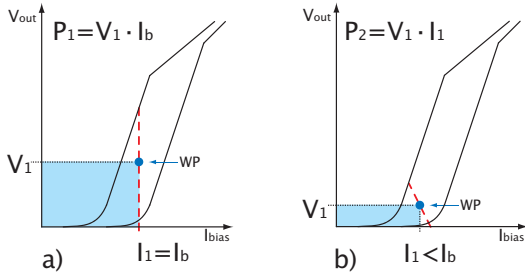 Vout
P1=V1 · Ib
V1
WP
Ibias
a)
I1=Ib
Vout
P2=V1 · I1
V1
WP
Ibias
b)
I1<Ib